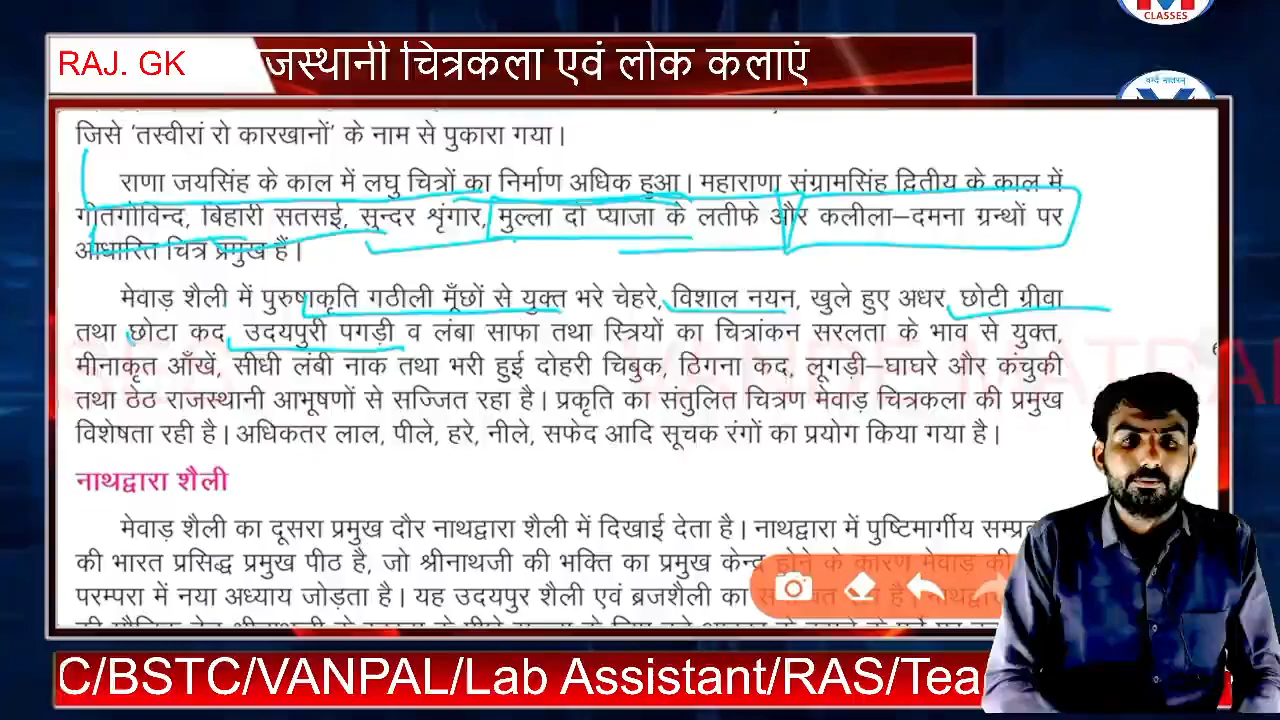 CLASSES
RAJ. GK
जस्थानी चित्रकला एवं लोक कलाएं
वन्दे मातरम्
जिसे ‘तस्वीरां रो कारखानों’ के नाम से पुकारा गया।
राणा जयसिंह के काल में लघु चित्रों का निर्माण अधिक हुआ। महाराणा संग्रामसिंह द्वितीय के काल में
गीतगोविन्द, बिहारी सतसई, सुन्दर शृंगार, मुल्ला दो प्याजा के लतीफे और कलीला–दमना ग्रन्थों पर
आधारित चित्र प्रमुख हैं।
मेवाड़ शैली में पुरुषाकृति गठीली मूँछों से युक्त भरे चेहरे, विशाल नयन, खुले हुए अधर, छोटी ग्रीवा
तथा छोटा कद, उदयपुरी पगड़ी व लंबा साफा तथा स्त्रियों का चित्रांकन सरलता के भाव से युक्त,
मीनाकृत आँखें, सीधी लंबी नाक तथा भरी हुई दोहरी चिबुक, ठिगना कद, लूगड़ी–घाघरे और कंचुकी
तथा ठेठ राजस्थानी आभूषणों से सज्जित रहा है। प्रकृति का संतुलित चित्रण मेवाड़ चित्रकला की प्रमुख
विशेषता रही है। अधिकतर लाल, पीले, हरे, नीले, सफेद आदि सूचक रंगों का प्रयोग किया गया है।
नाथद्वारा शैली
मेवाड़ शैली का दूसरा प्रमुख दौर नाथद्वारा शैली में दिखाई देता है। नाथद्वारा में पुष्टिमार्गीय
की भारत प्रसिद्ध प्रमुख पीठ है, जो श्रीनाथजी की भक्ति का प्रमुख केन्द्र होने के कारण मेवाड़ की
परम्परा में नया अध्याय जोड़ता है। यह उदयपुर शैली एवं ब्रजशैली का
C/BSTC/VANPAL/Lab Assistant/RAS/Tea